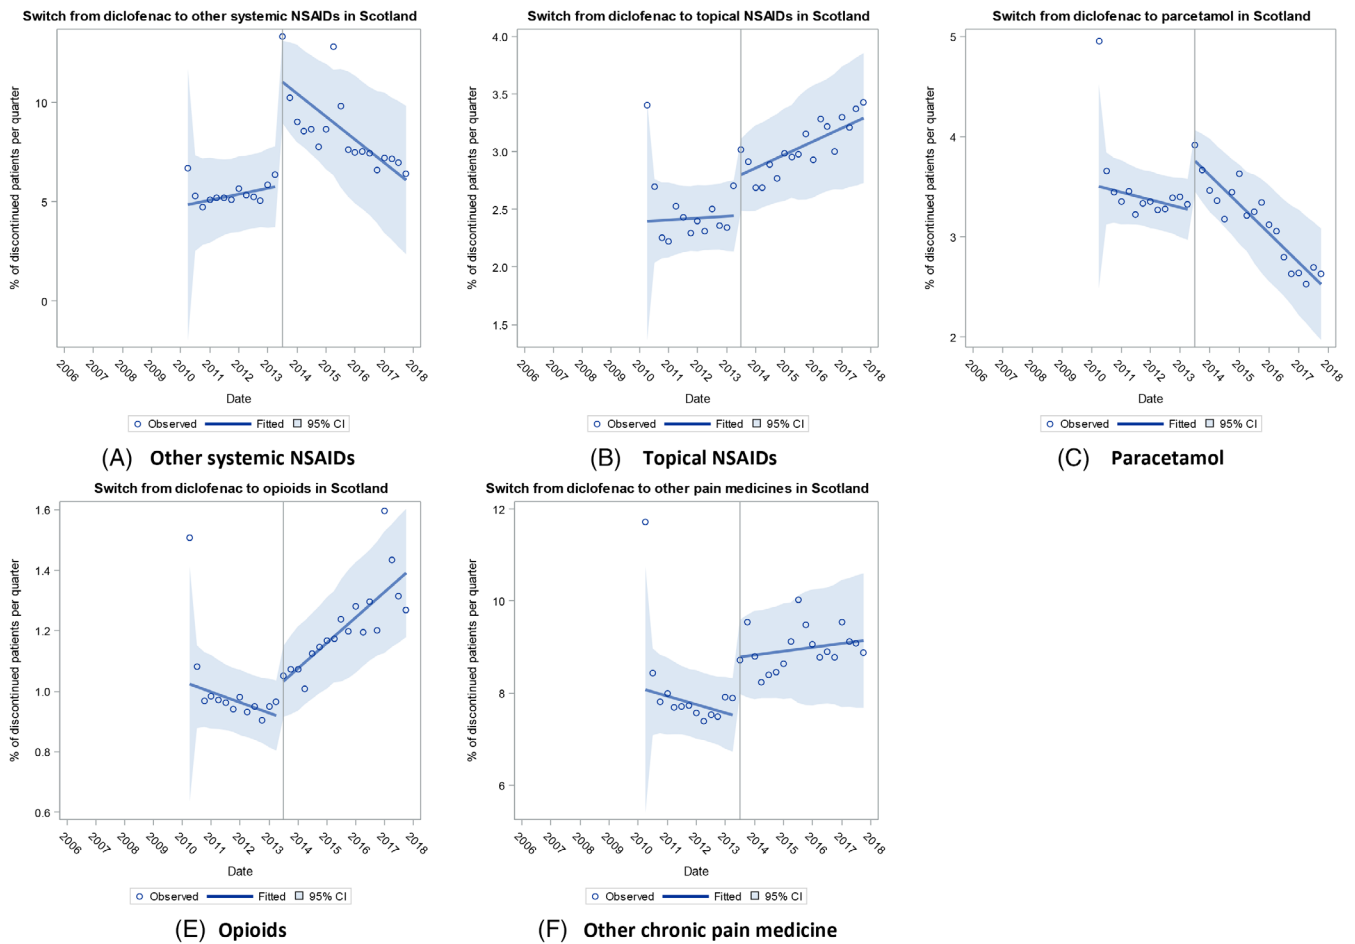 Switch from diclofenac to other systemic NSAIDs in Scotland
% of discontinued patients per quarter
10
5
0
2006 2007 2008 2009 2010 2011 2012 2013 2014 2015 2016 2017 2018
Date
Observed Fitted 95% CI
(A) Other systemic NSAIDs
Switch from diclofenac to topical NSAIDs in Scotland
% of discontinued patients per quarter
4.0
3.5
3.0
2.5
2.0
1.5
2006 2007 2008 2009 2010 2011 2012 2013 2014 2015 2016 2017 2018
Date
Observed Fitted 95% CI
(B) Topical NSAIDs
Switch from diclofenac to parcetamol in Scotland
% of discontinued patients per quarter
5
4
3
2
2006 2007 2008 2009 2010 2011 2012 2013 2014 2015 2016 2017 2018
Date
Observed Fitted 95% CI
(C) Paracetamol
Switch from diclofenac to opioids in Scotland
% of discontinued patients per quarter
1.6
1.4
1.2
1.0
0.8
0.6
2006 2007 2008 2009 2010 2011 2012 2013 2014 2015 2016 2017 2018
Date
Observed Fitted 95% CI
(E) Opioids
Switch from diclofenac to other pain medicines in Scotland
% of discontinued patients per quarter
12
10
8
6
2006 2007 2008 2009 2010 2011 2012 2013 2014 2015 2016 2017 2018
Date
Observed Fitted 95% CI
(F) Other chronic pain medicine